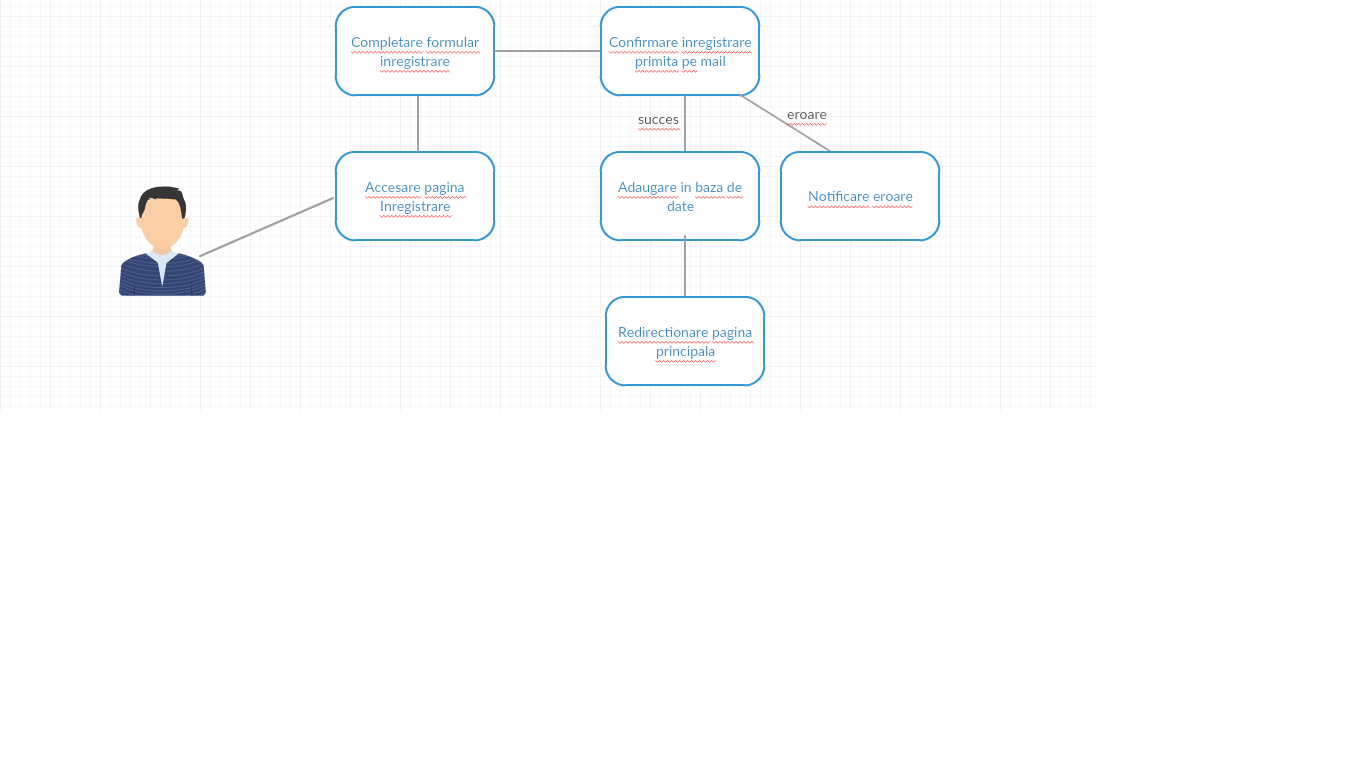 Completare formular
inregistrare
Confirmare inregistrare
primita pe mail
succes
eroare
Accesare pagina
Inregistrare
Adaugare in baza de
date
Notificare eroare
Redirectionare pagina
principala